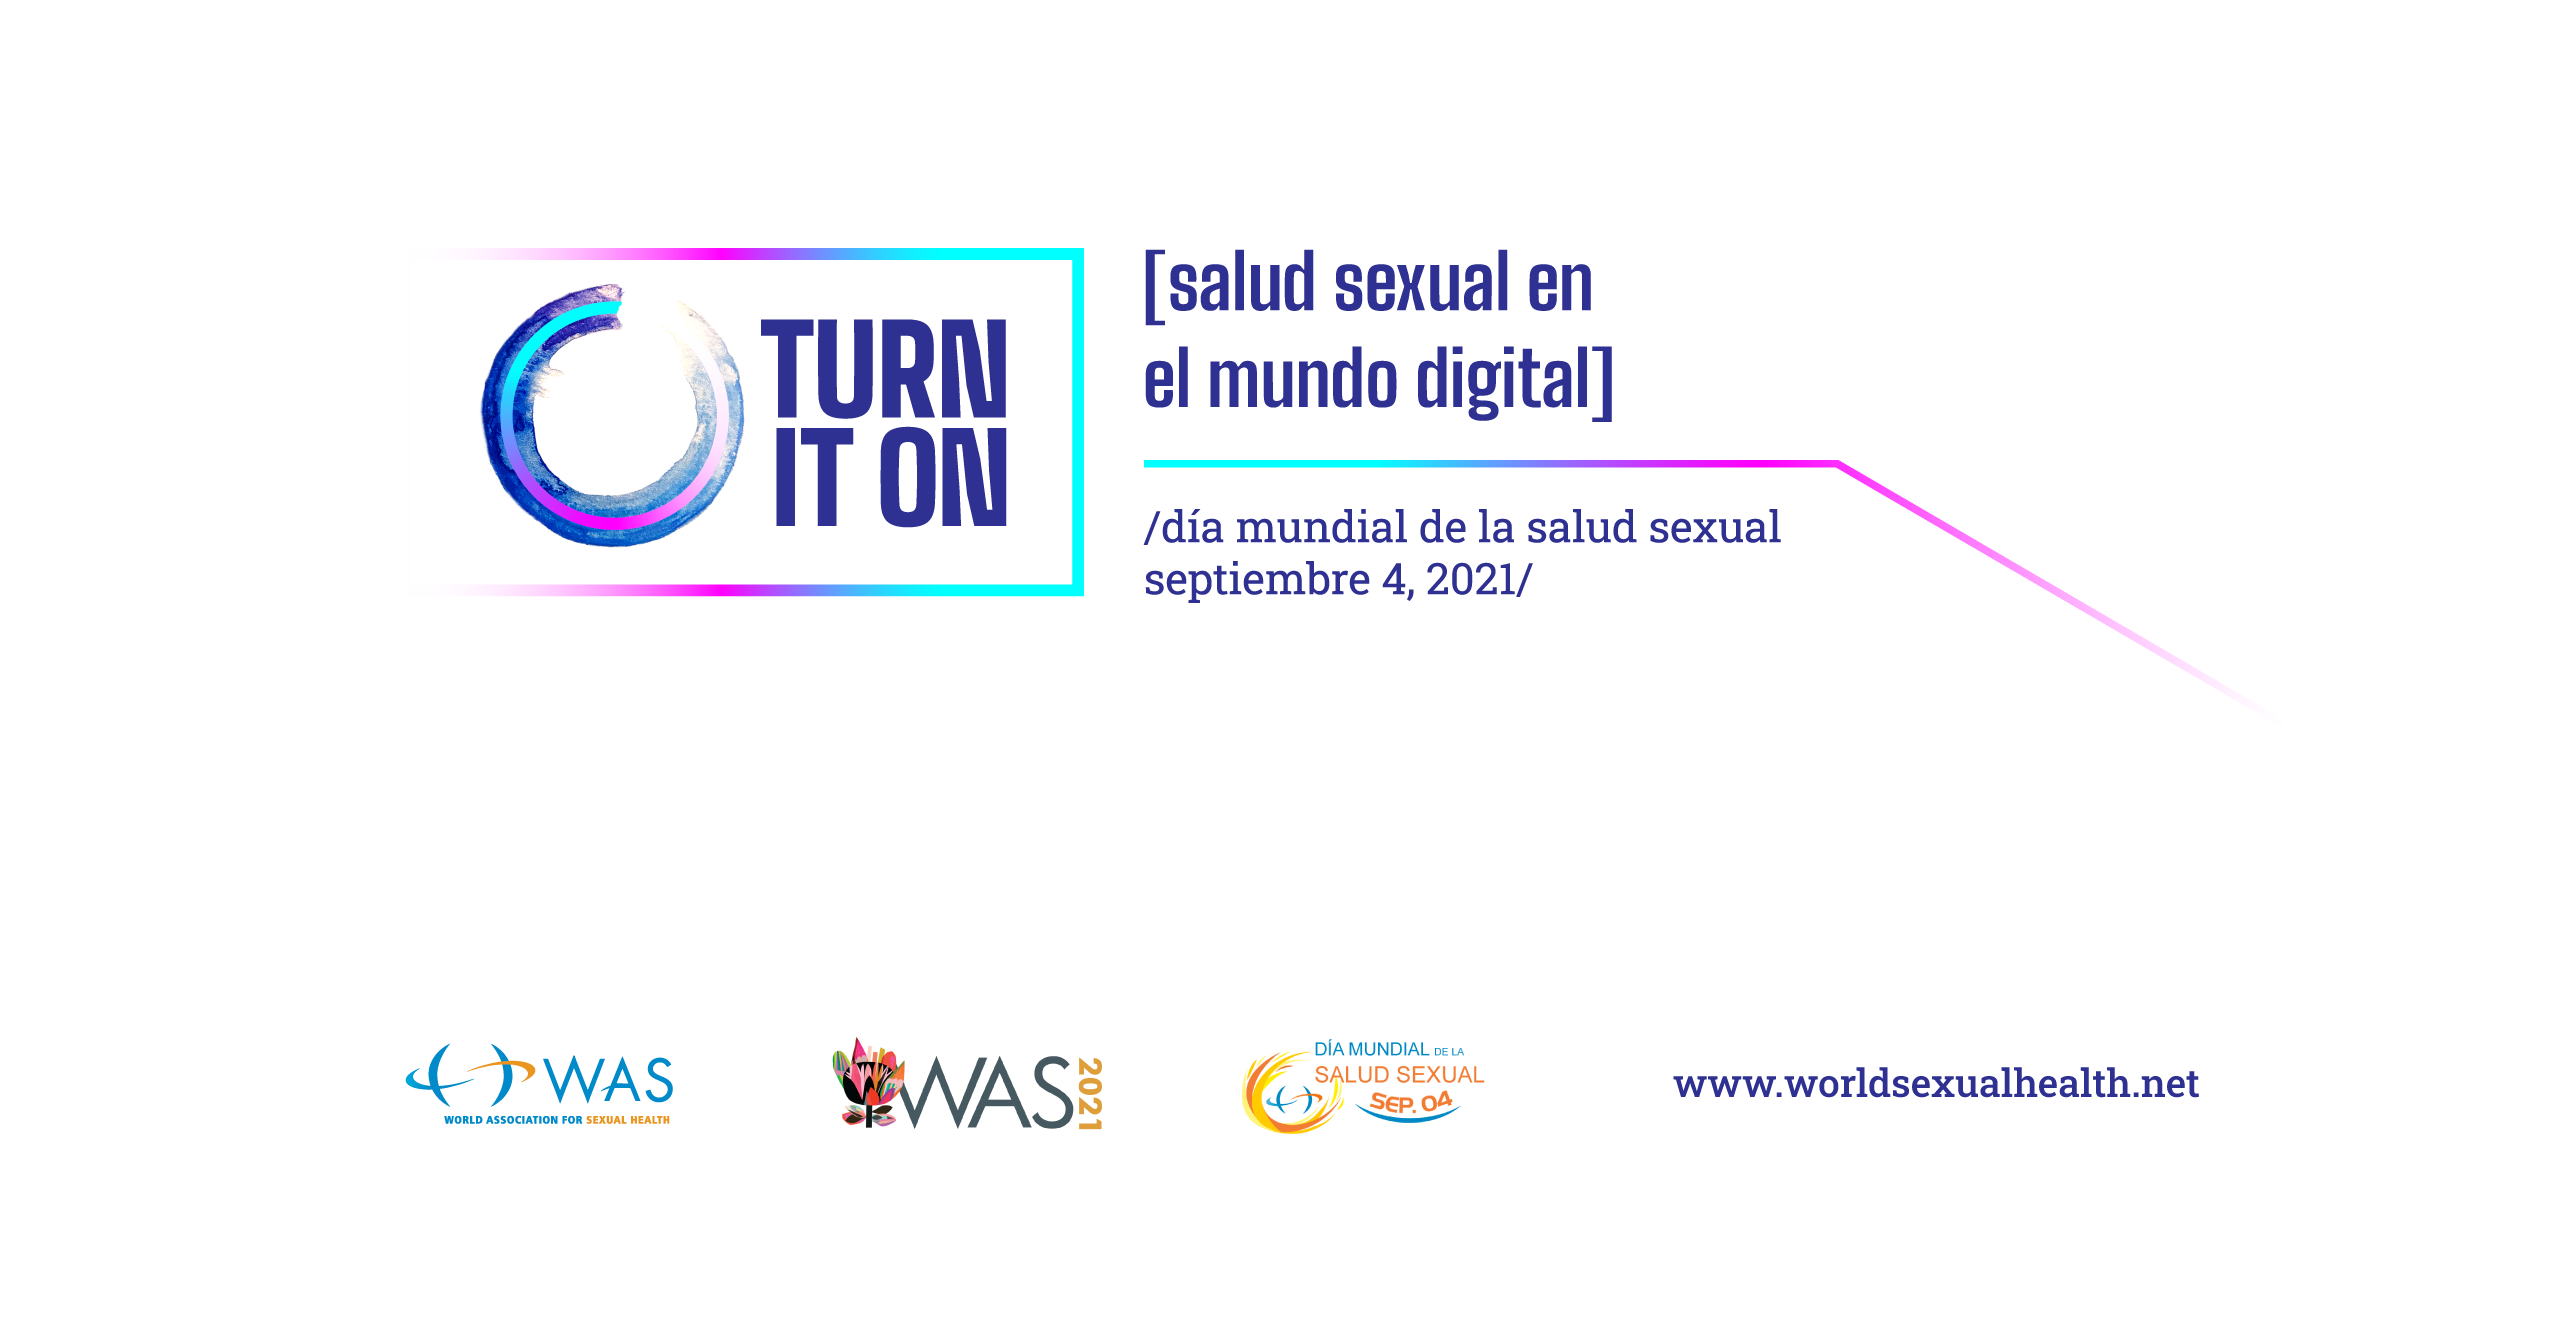 TURN
IT ON
[salud sexual en
el mundo digital]
/día mundial de la salud sexual
septiembre 4, 2021/
WAS
WORLD ASSOCIATION FOR SEXUAL HEALTH
WAS 2021
DÍA MUNDIAL DE LA
SALUD SEXUAL
SEP. 04
www.worldsexualhealth.net